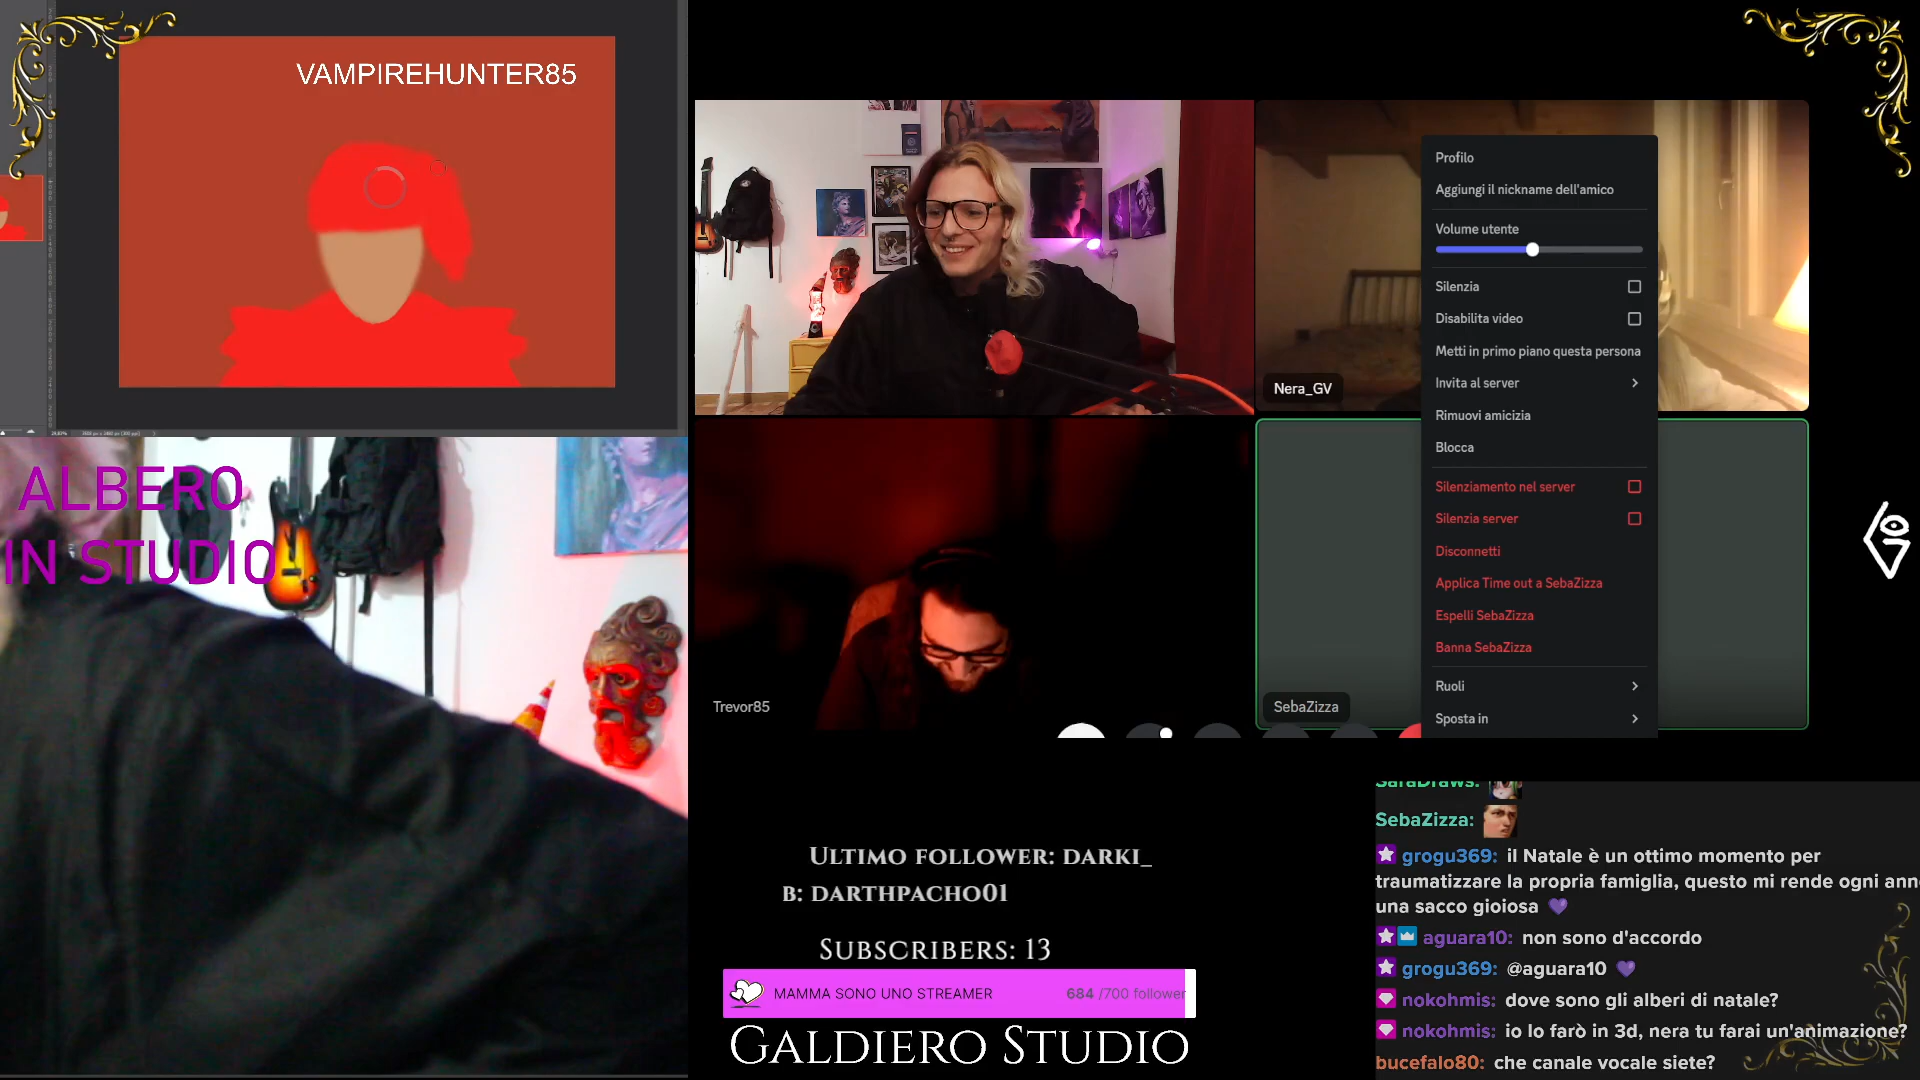 VAMPIREHUNTER85
ALBERO
IN STUDIO
Nera_GV
Trevor85
SebaZizza
Profilo
Aggiungi il nickname dell'amico
Volume utente
Silenzia
Disabilita video
Metti in primo piano questa persona
Invita al server
Rimuovi amicizia
Blocca
Silenziamento nel server
Silenzia server
Disconnetti
Applica Time out a SebaZizza
Espelli SebaZizza
Banna SebaZizza
Ruoli
Sposta in
Ultimo follower: darki_
b: darthpacho01
Subscribers: 13
MAMMA SONO UNO STREAMER 684 /700 follower
Galdiero Studio
SaraDraws:
SebaZizza:
grogu369: il Natale è un ottimo momento per
traumatizzare la propria famiglia, questo mi rende ogni ann
una sacco gioiosa
aguara10: non sono d'accordo
grogu369: @aguara10
nokohmis: dove sono gli alberi di natale?
nokohmis: io lo farò in 3d, nera tu farai un'animazione?
bucefalo80: che canale vocale siete?